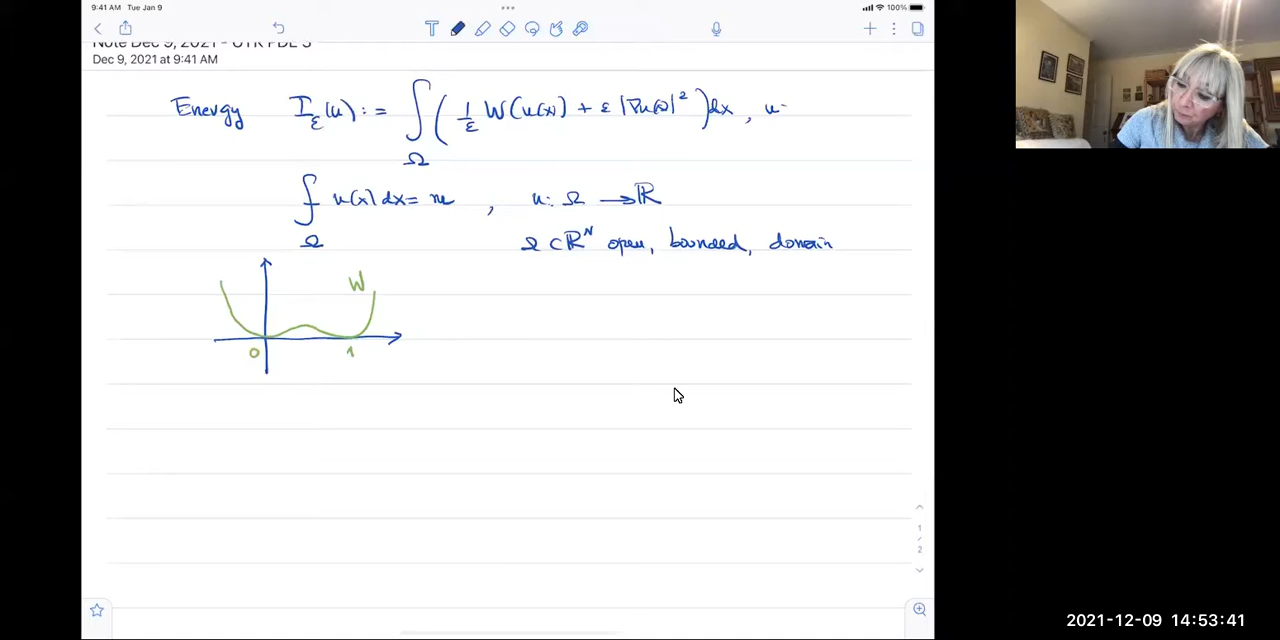 9:41 AM Tue Jan 9
100%
Note Dec 9, 2021 - UTK PDE S
Dec 9, 2021 at 9:41 AM
Energy I_ε(u) := ∫_Ω ( 1/ε W(u(x)) + ε |∇u(x)|² ) dx , u:
⨍_Ω u(x) dx = m , u: Ω → ℝ
Ω ⊂ ℝ^N open, bounded, domain
W
0 1
1
/
2
2021-12-09 14:53:41